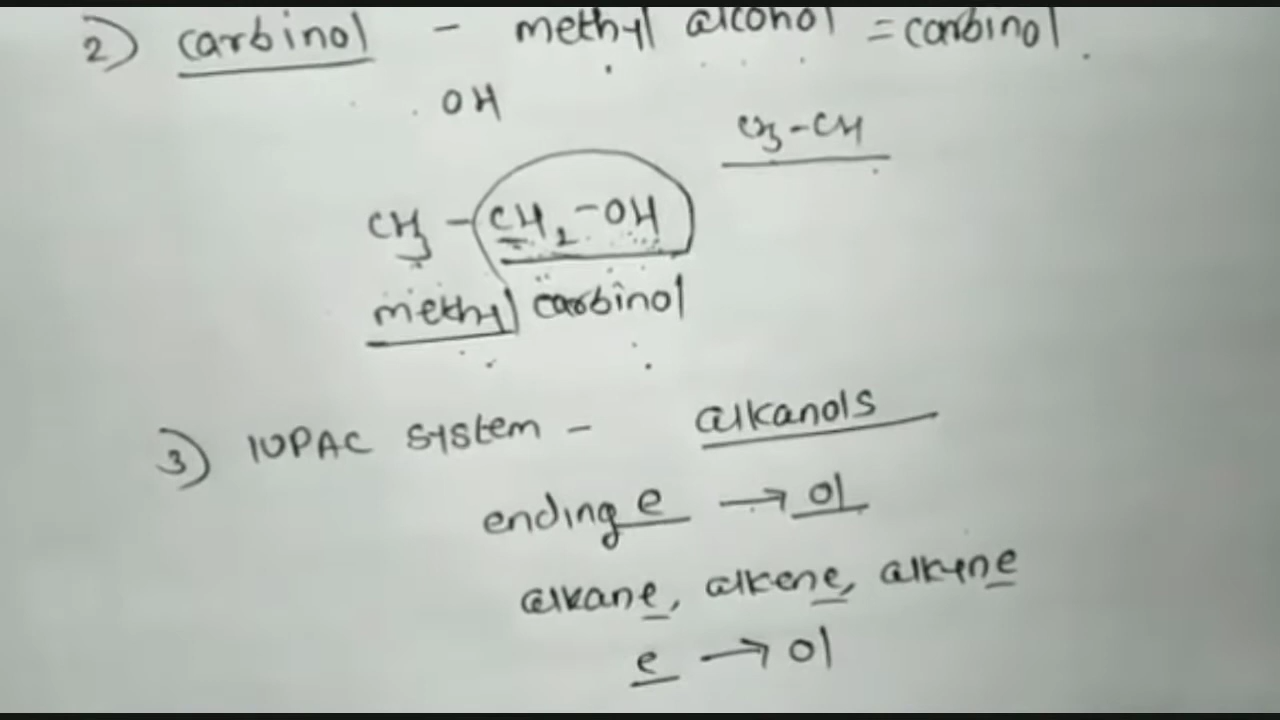 2) carbinol - methyl alcohol = carbinol.
OH
CH3 - CH
CH3 - CH2 - OH
methyl carbinol
3) IUPAC system - alkanols
ending e → ol
alkane, alkene, alkyne
e → ol